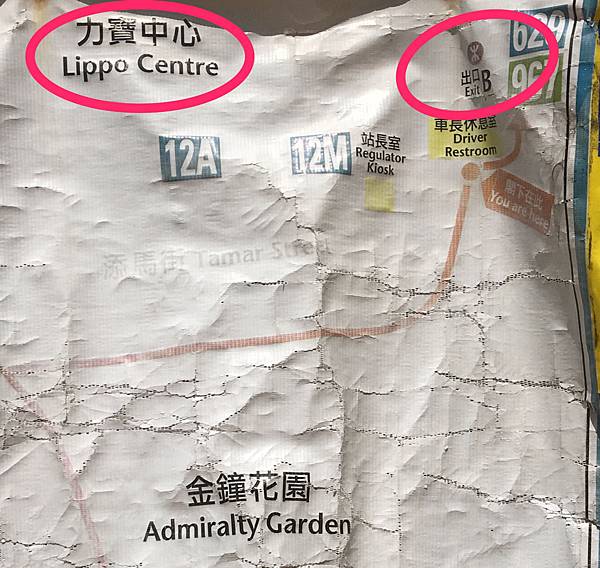 力寶中心
Lippo Centre
出口
Exit B
629
967
12A
12M
站長室
Regulator
Kiosk
車長休息室
Driver
Restroom
閣下在此
You are here
添馬街 Tamar Street
金鐘花園
Admiralty Garden